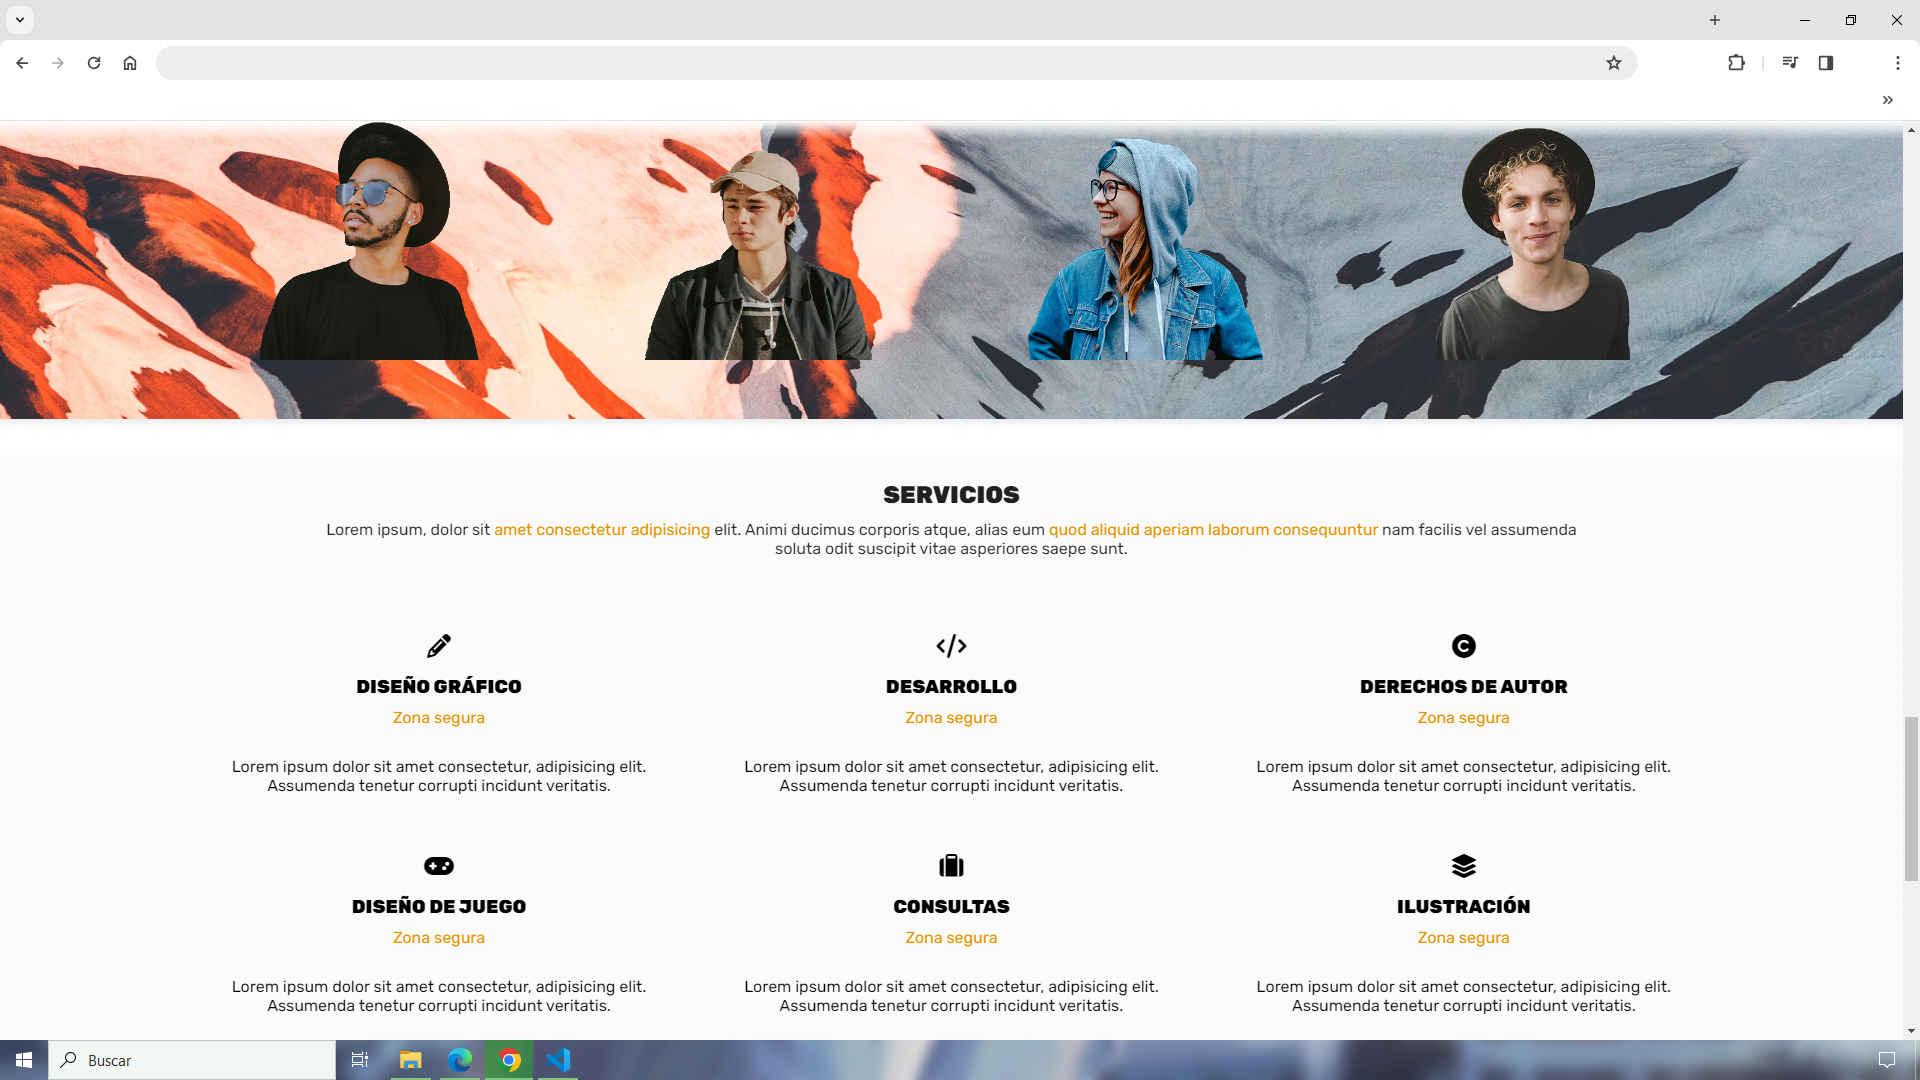 SERVICIOS
Lorem ipsum, dolor sit amet consectetur adipisicing elit. Animi ducimus corporis atque, alias eum quod aliquid aperiam laborum consequuntur nam facilis vel assumenda
soluta odit suscipit vitae asperiores saepe sunt.
DISEÑO GRÁFICO
Zona segura
Lorem ipsum dolor sit amet consectetur, adipisicing elit.
Assumenda tenetur corrupti incidunt veritatis.
DESARROLLO
Zona segura
Lorem ipsum dolor sit amet consectetur, adipisicing elit.
Assumenda tenetur corrupti incidunt veritatis.
DERECHOS DE AUTOR
Zona segura
Lorem ipsum dolor sit amet consectetur, adipisicing elit.
Assumenda tenetur corrupti incidunt veritatis.
DISEÑO DE JUEGO
Zona segura
Lorem ipsum dolor sit amet consectetur, adipisicing elit.
Assumenda tenetur corrupti incidunt veritatis.
CONSULTAS
Zona segura
Lorem ipsum dolor sit amet consectetur, adipisicing elit.
Assumenda tenetur corrupti incidunt veritatis.
ILUSTRACIÓN
Zona segura
Lorem ipsum dolor sit amet consectetur, adipisicing elit.
Assumenda tenetur corrupti incidunt veritatis.
Buscar